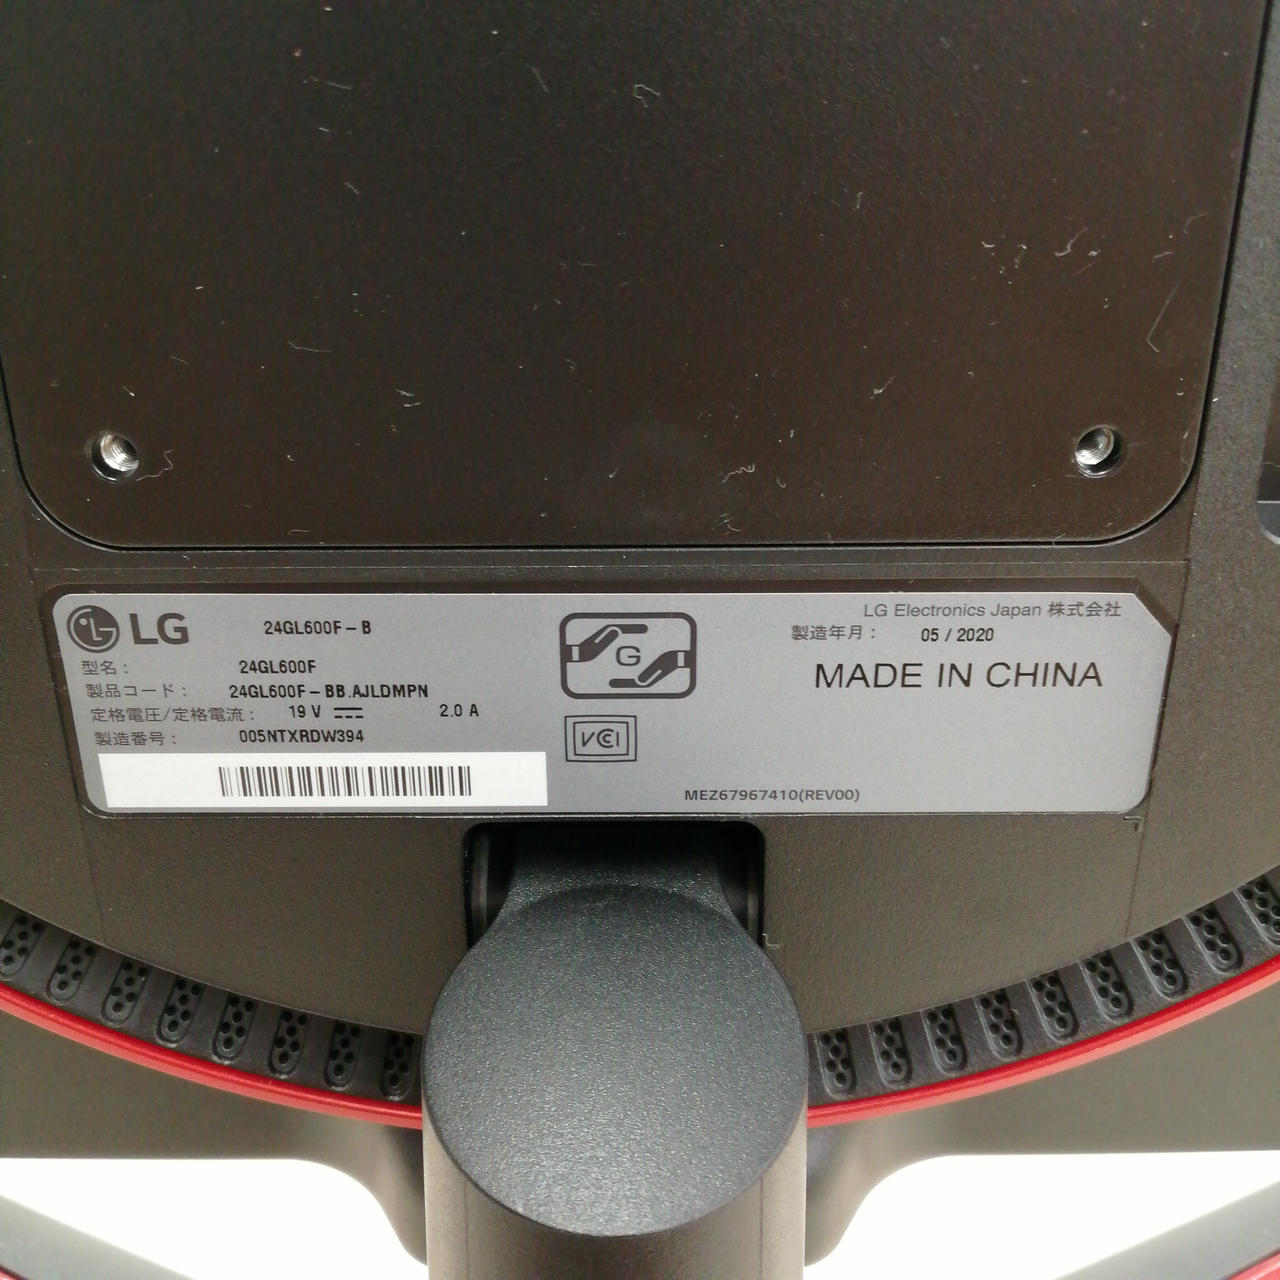 LG 24GL600F-B
型名： 24GL600F
製品コード： 24GL600F-BB.AJLDMPN
定格電圧/定格電流： 19 V ⎓ 2.0 A
製造番号： 005NTXRDW394
G
VCCI
LG Electronics Japan 株式会社
製造年月： 05 / 2020
MADE IN CHINA
MEZ67967410(REV00)